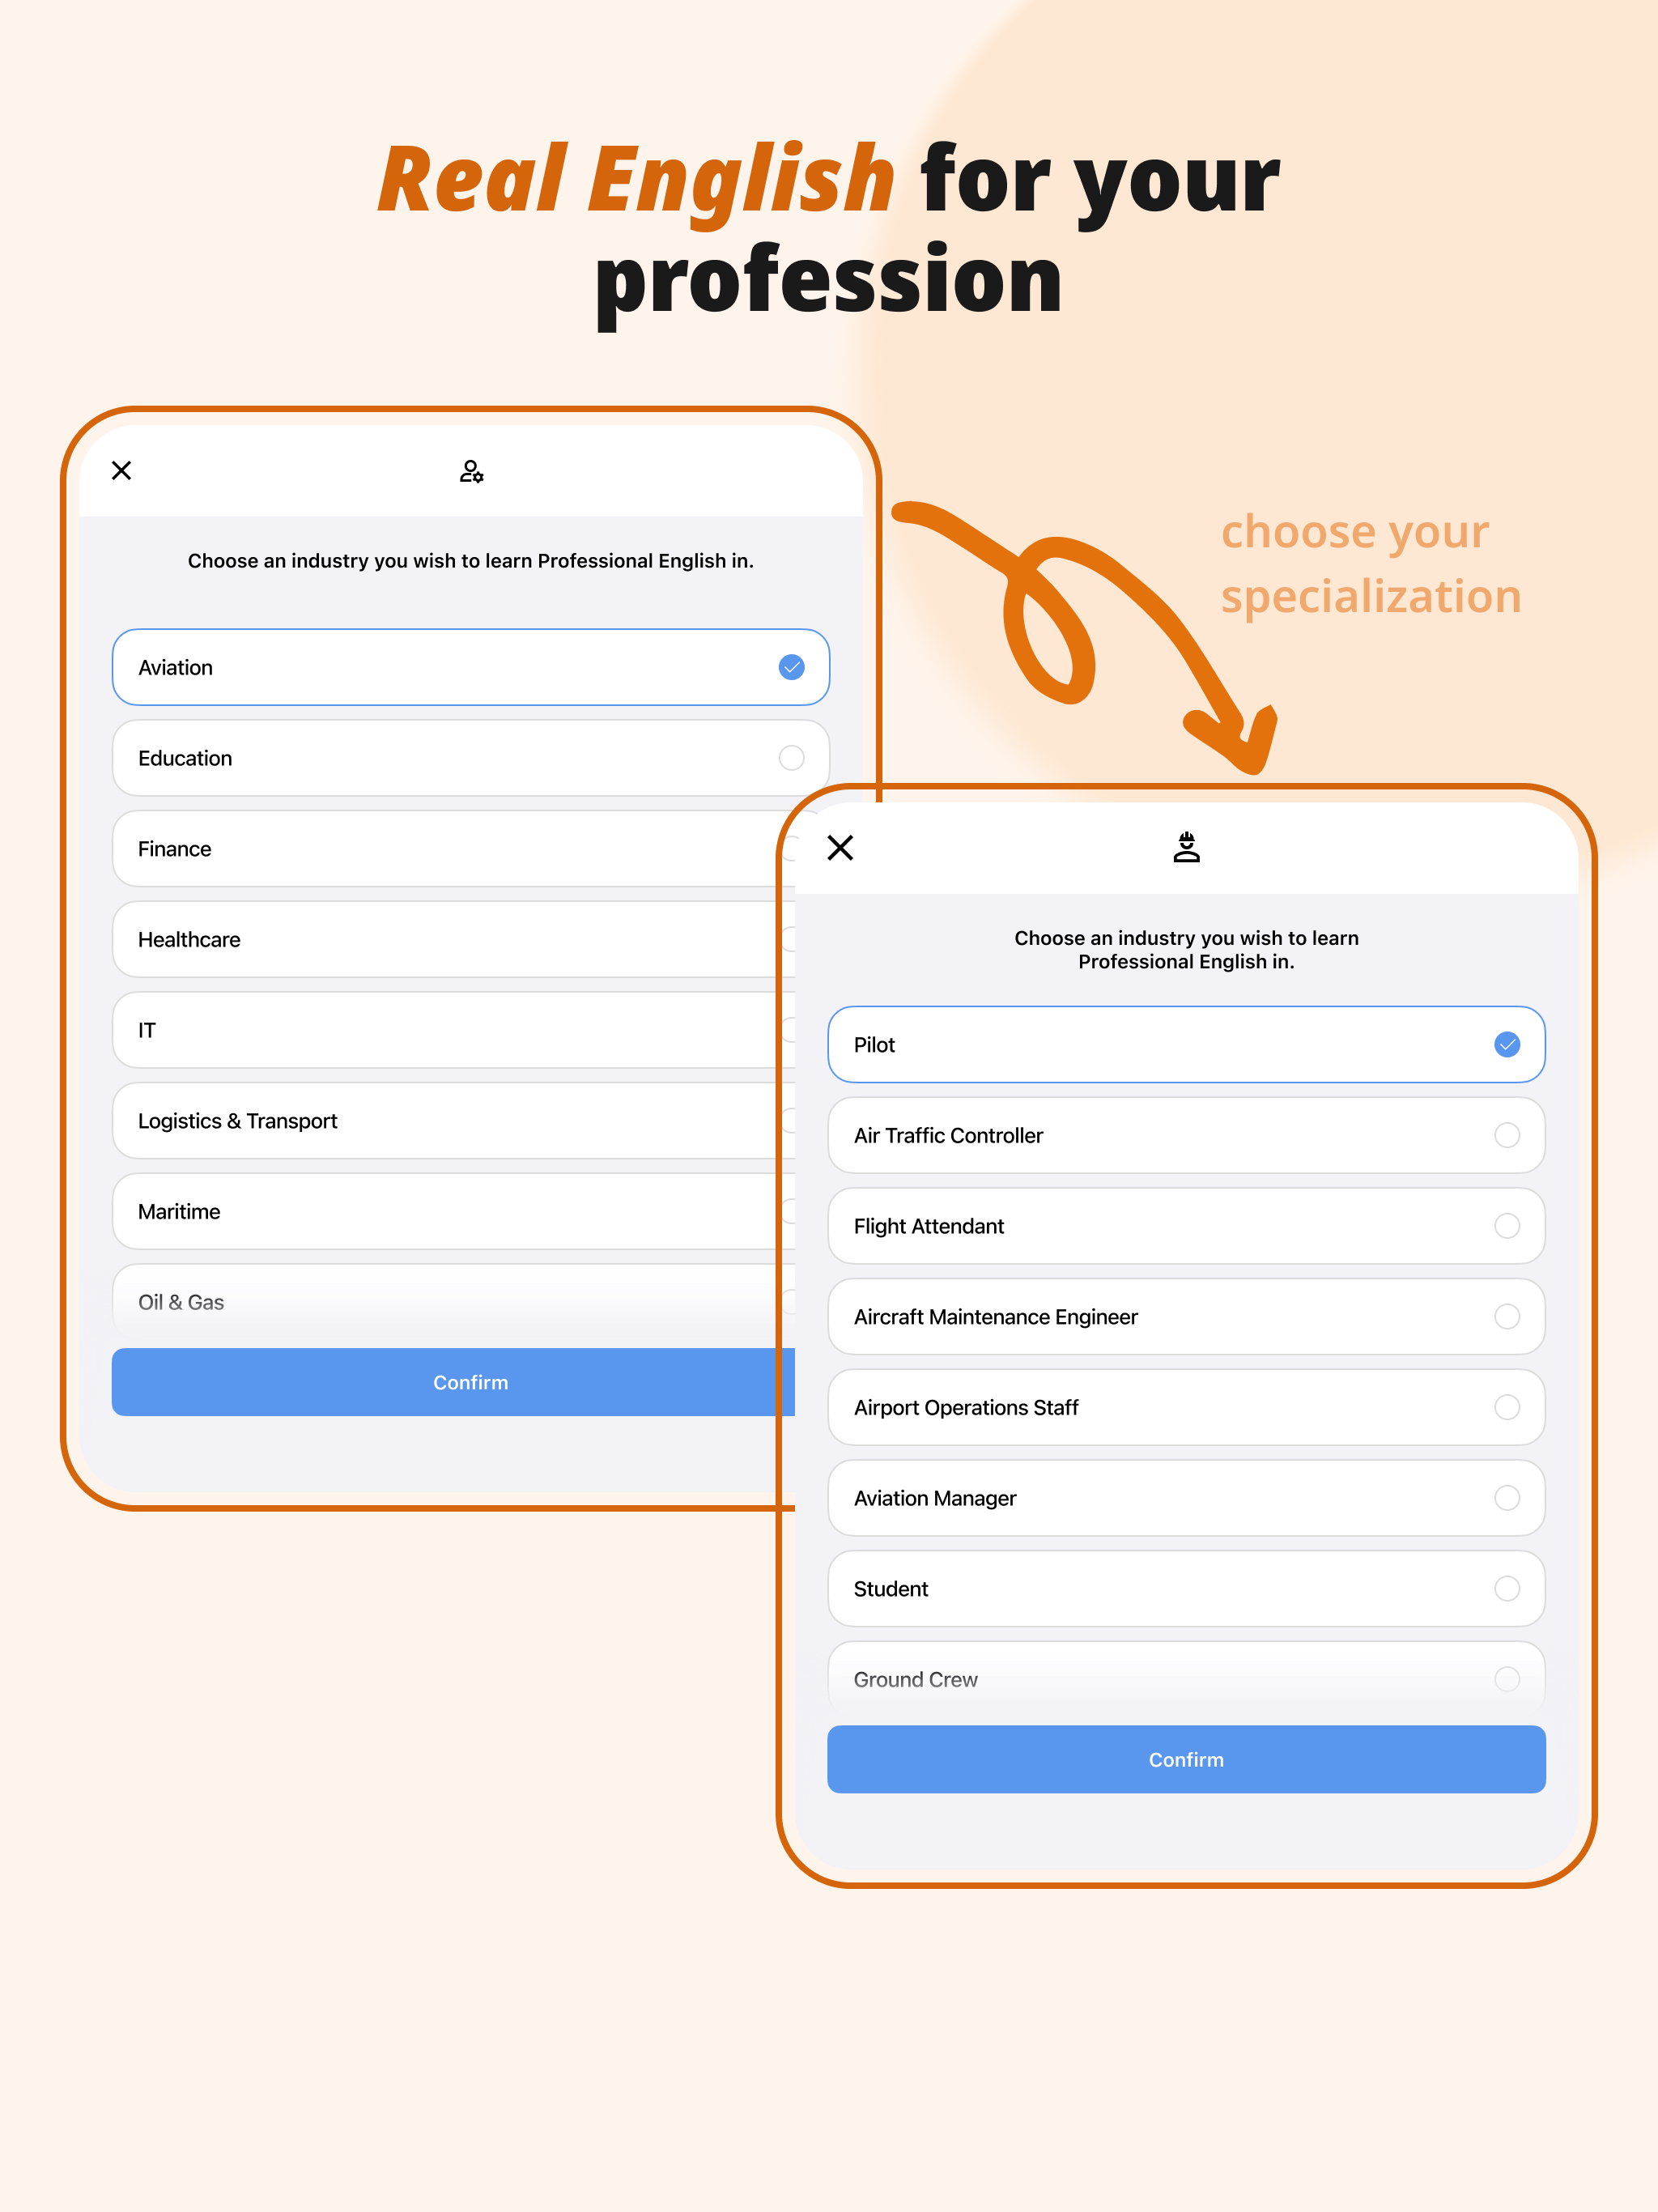 Real English for your
profession
Choose an industry you wish to learn Professional English in.
Aviation
Education
Finance
Healthcare
IT
Logistics & Transport
Maritime
Oil & Gas
Confirm
choose your
specialization
Choose an industry you wish to learn
Professional English in.
Pilot
Air Traffic Controller
Flight Attendant
Aircraft Maintenance Engineer
Airport Operations Staff
Aviation Manager
Student
Ground Crew
Confirm